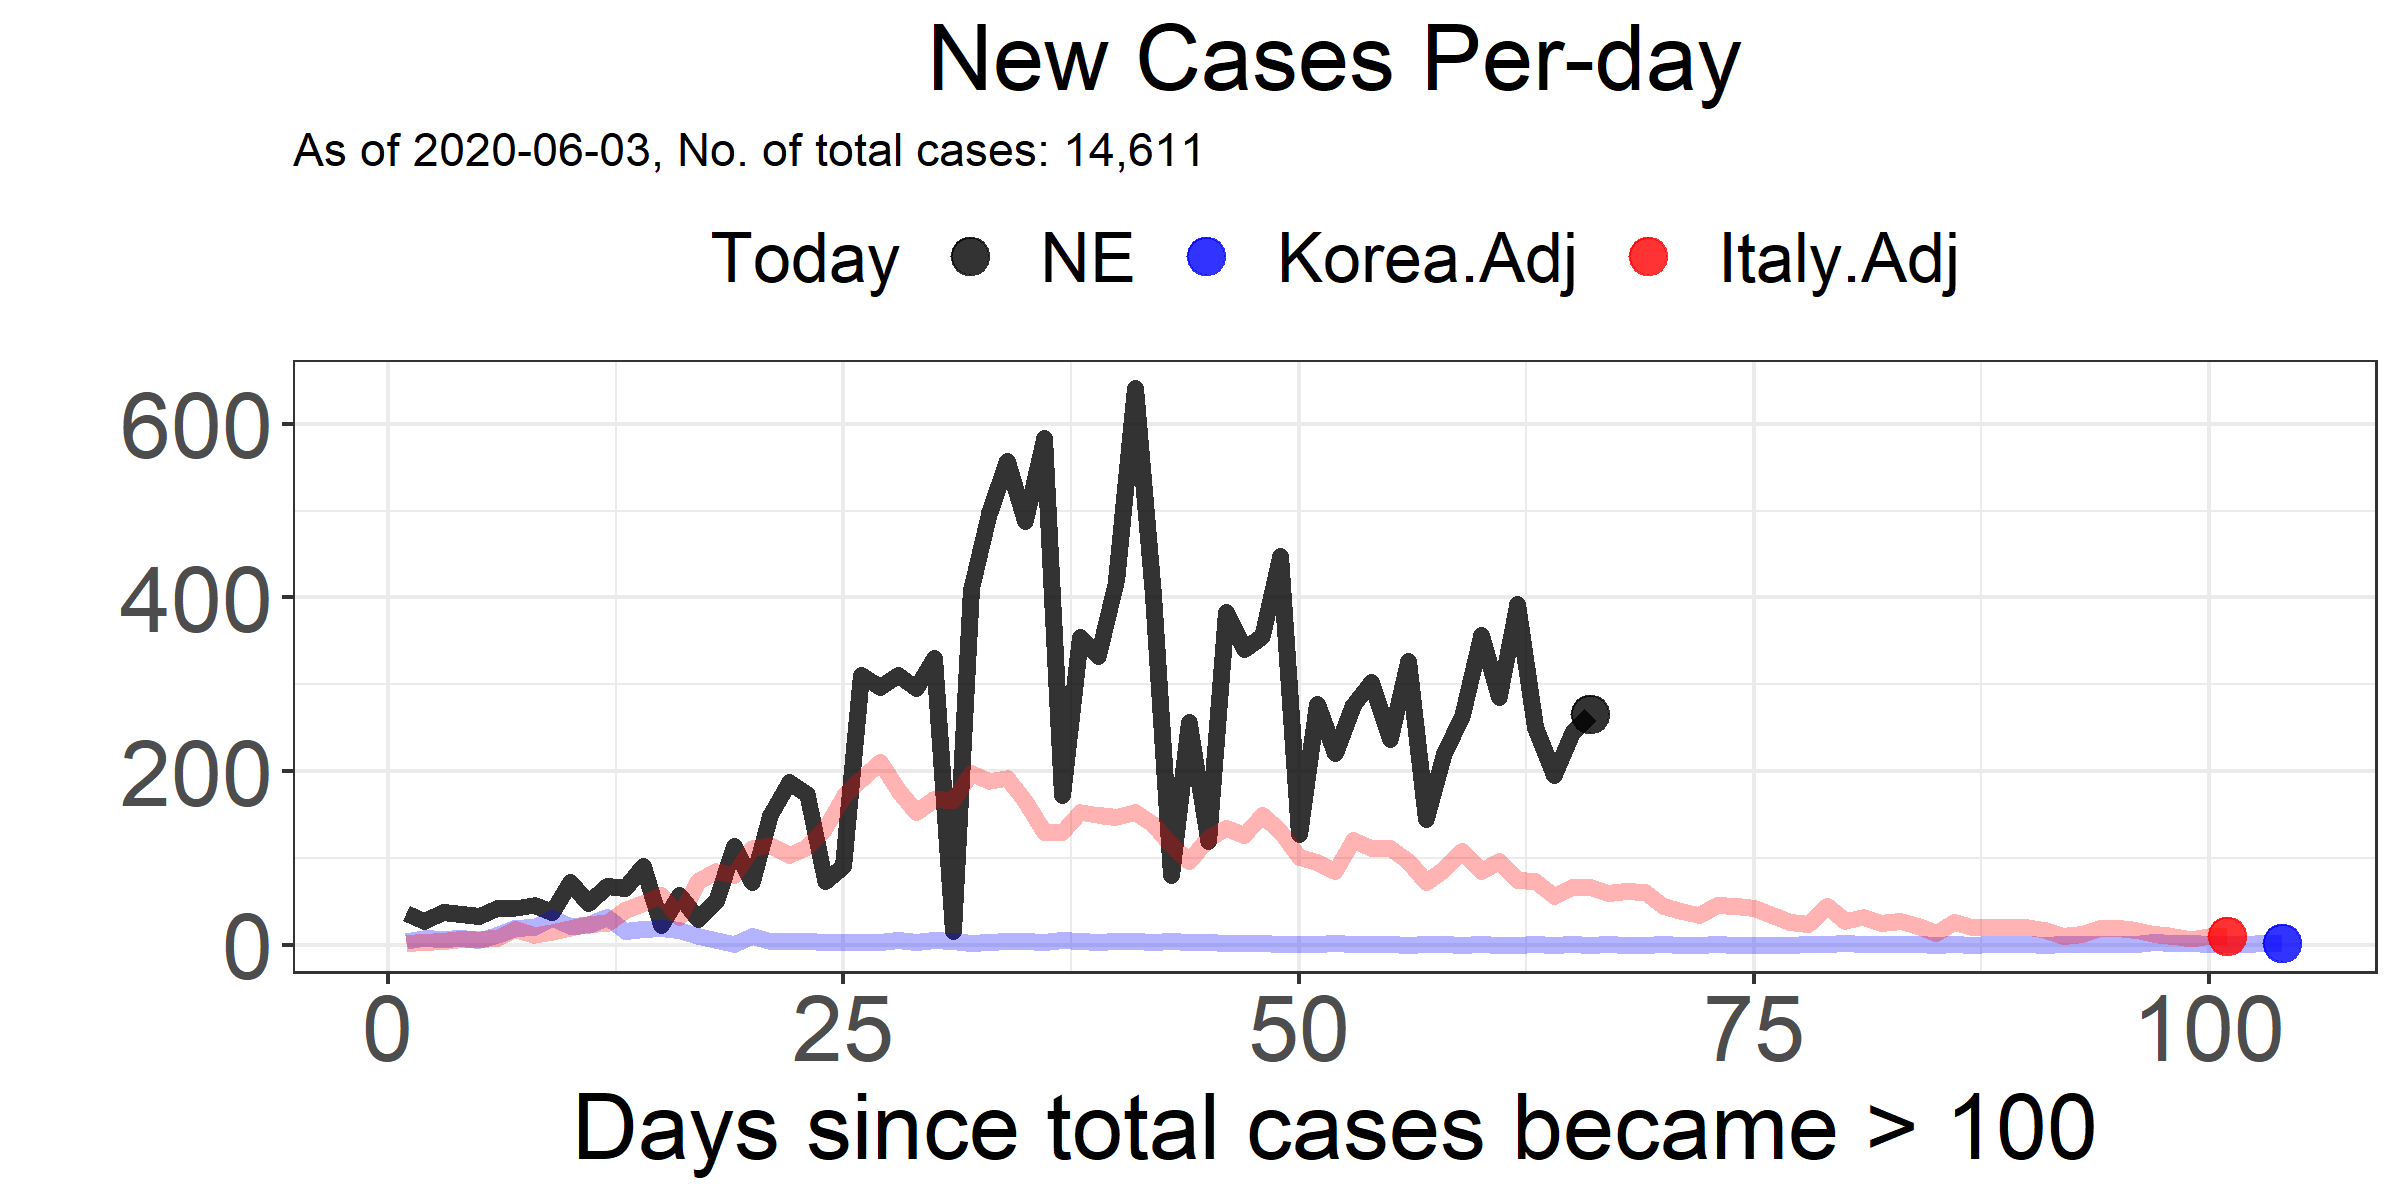 New Cases Per-day
As of 2020-06-03, No. of total cases: 14,611
Today NE Korea.Adj Italy.Adj
600
400
200
0
0 25 50 75 100
Days since total cases became > 100